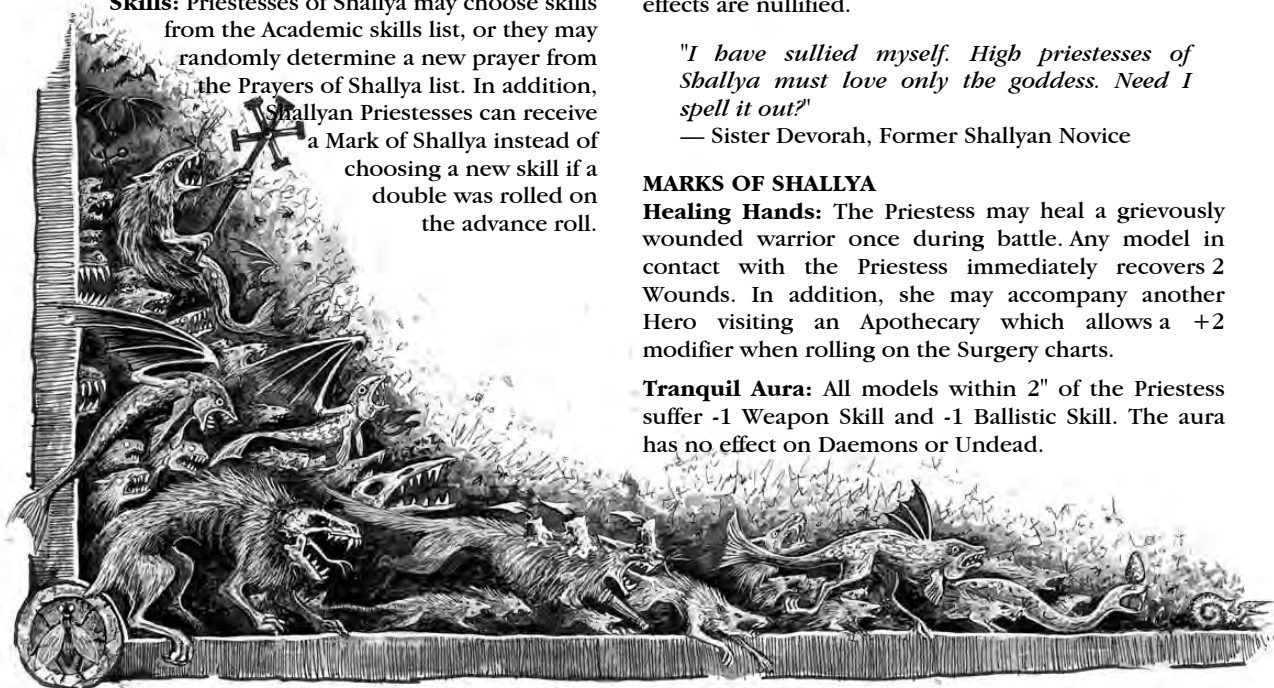 Skills: Priestesses of Shallya may choose skills
from the Academic skills list, or they may
randomly determine a new prayer from
the Prayers of Shallya list. In addition,
Shallyan Priestesses can receive
a Mark of Shallya instead of
choosing a new skill if a
double was rolled on
the advance roll.
effects are nullified.
"I have sullied myself. High priestesses of
Shallya must love only the goddess. Need I
spell it out?"
— Sister Devorah, Former Shallyan Novice
MARKS OF SHALLYA
Healing Hands: The Priestess may heal a grievously
wounded warrior once during battle. Any model in
contact with the Priestess immediately recovers 2
Wounds. In addition, she may accompany another
Hero visiting an Apothecary which allows a +2
modifier when rolling on the Surgery charts.
Tranquil Aura: All models within 2" of the Priestess
suffer -1 Weapon Skill and -1 Ballistic Skill. The aura
has no effect on Daemons or Undead.